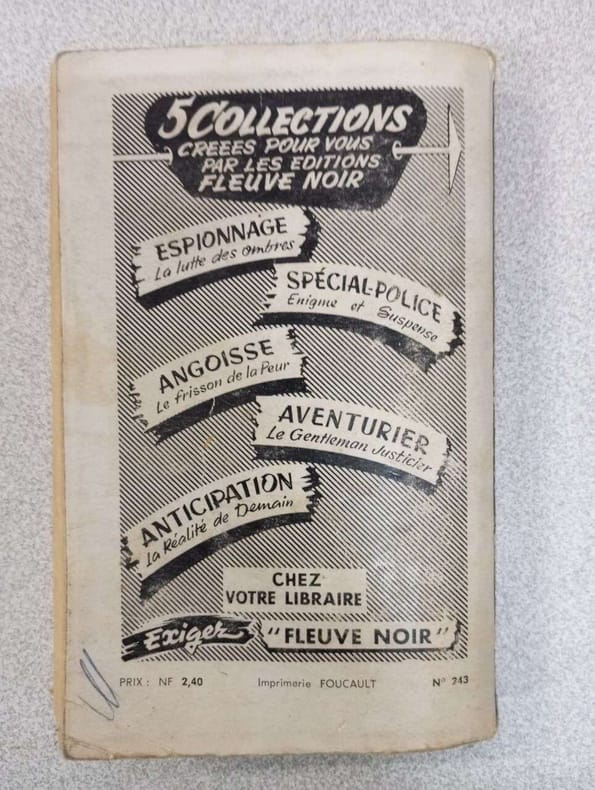 5 COLLECTIONS
CREEES POUR VOUS
PAR LES EDITIONS
FLEUVE NOIR
ESPIONNAGE
La lutte des ombres
SPÉCIAL-POLICE
Enigme et Suspense
ANGOISSE
Le frisson de la Peur
AVENTURIER
Le Gentleman Justicier
ANTICIPATION
La Réalité de Demain
CHEZ
VOTRE LIBRAIRE
Exigez "FLEUVE NOIR"
PRIX : NF 2,40 Imprimerie FOUCAULT N° 243